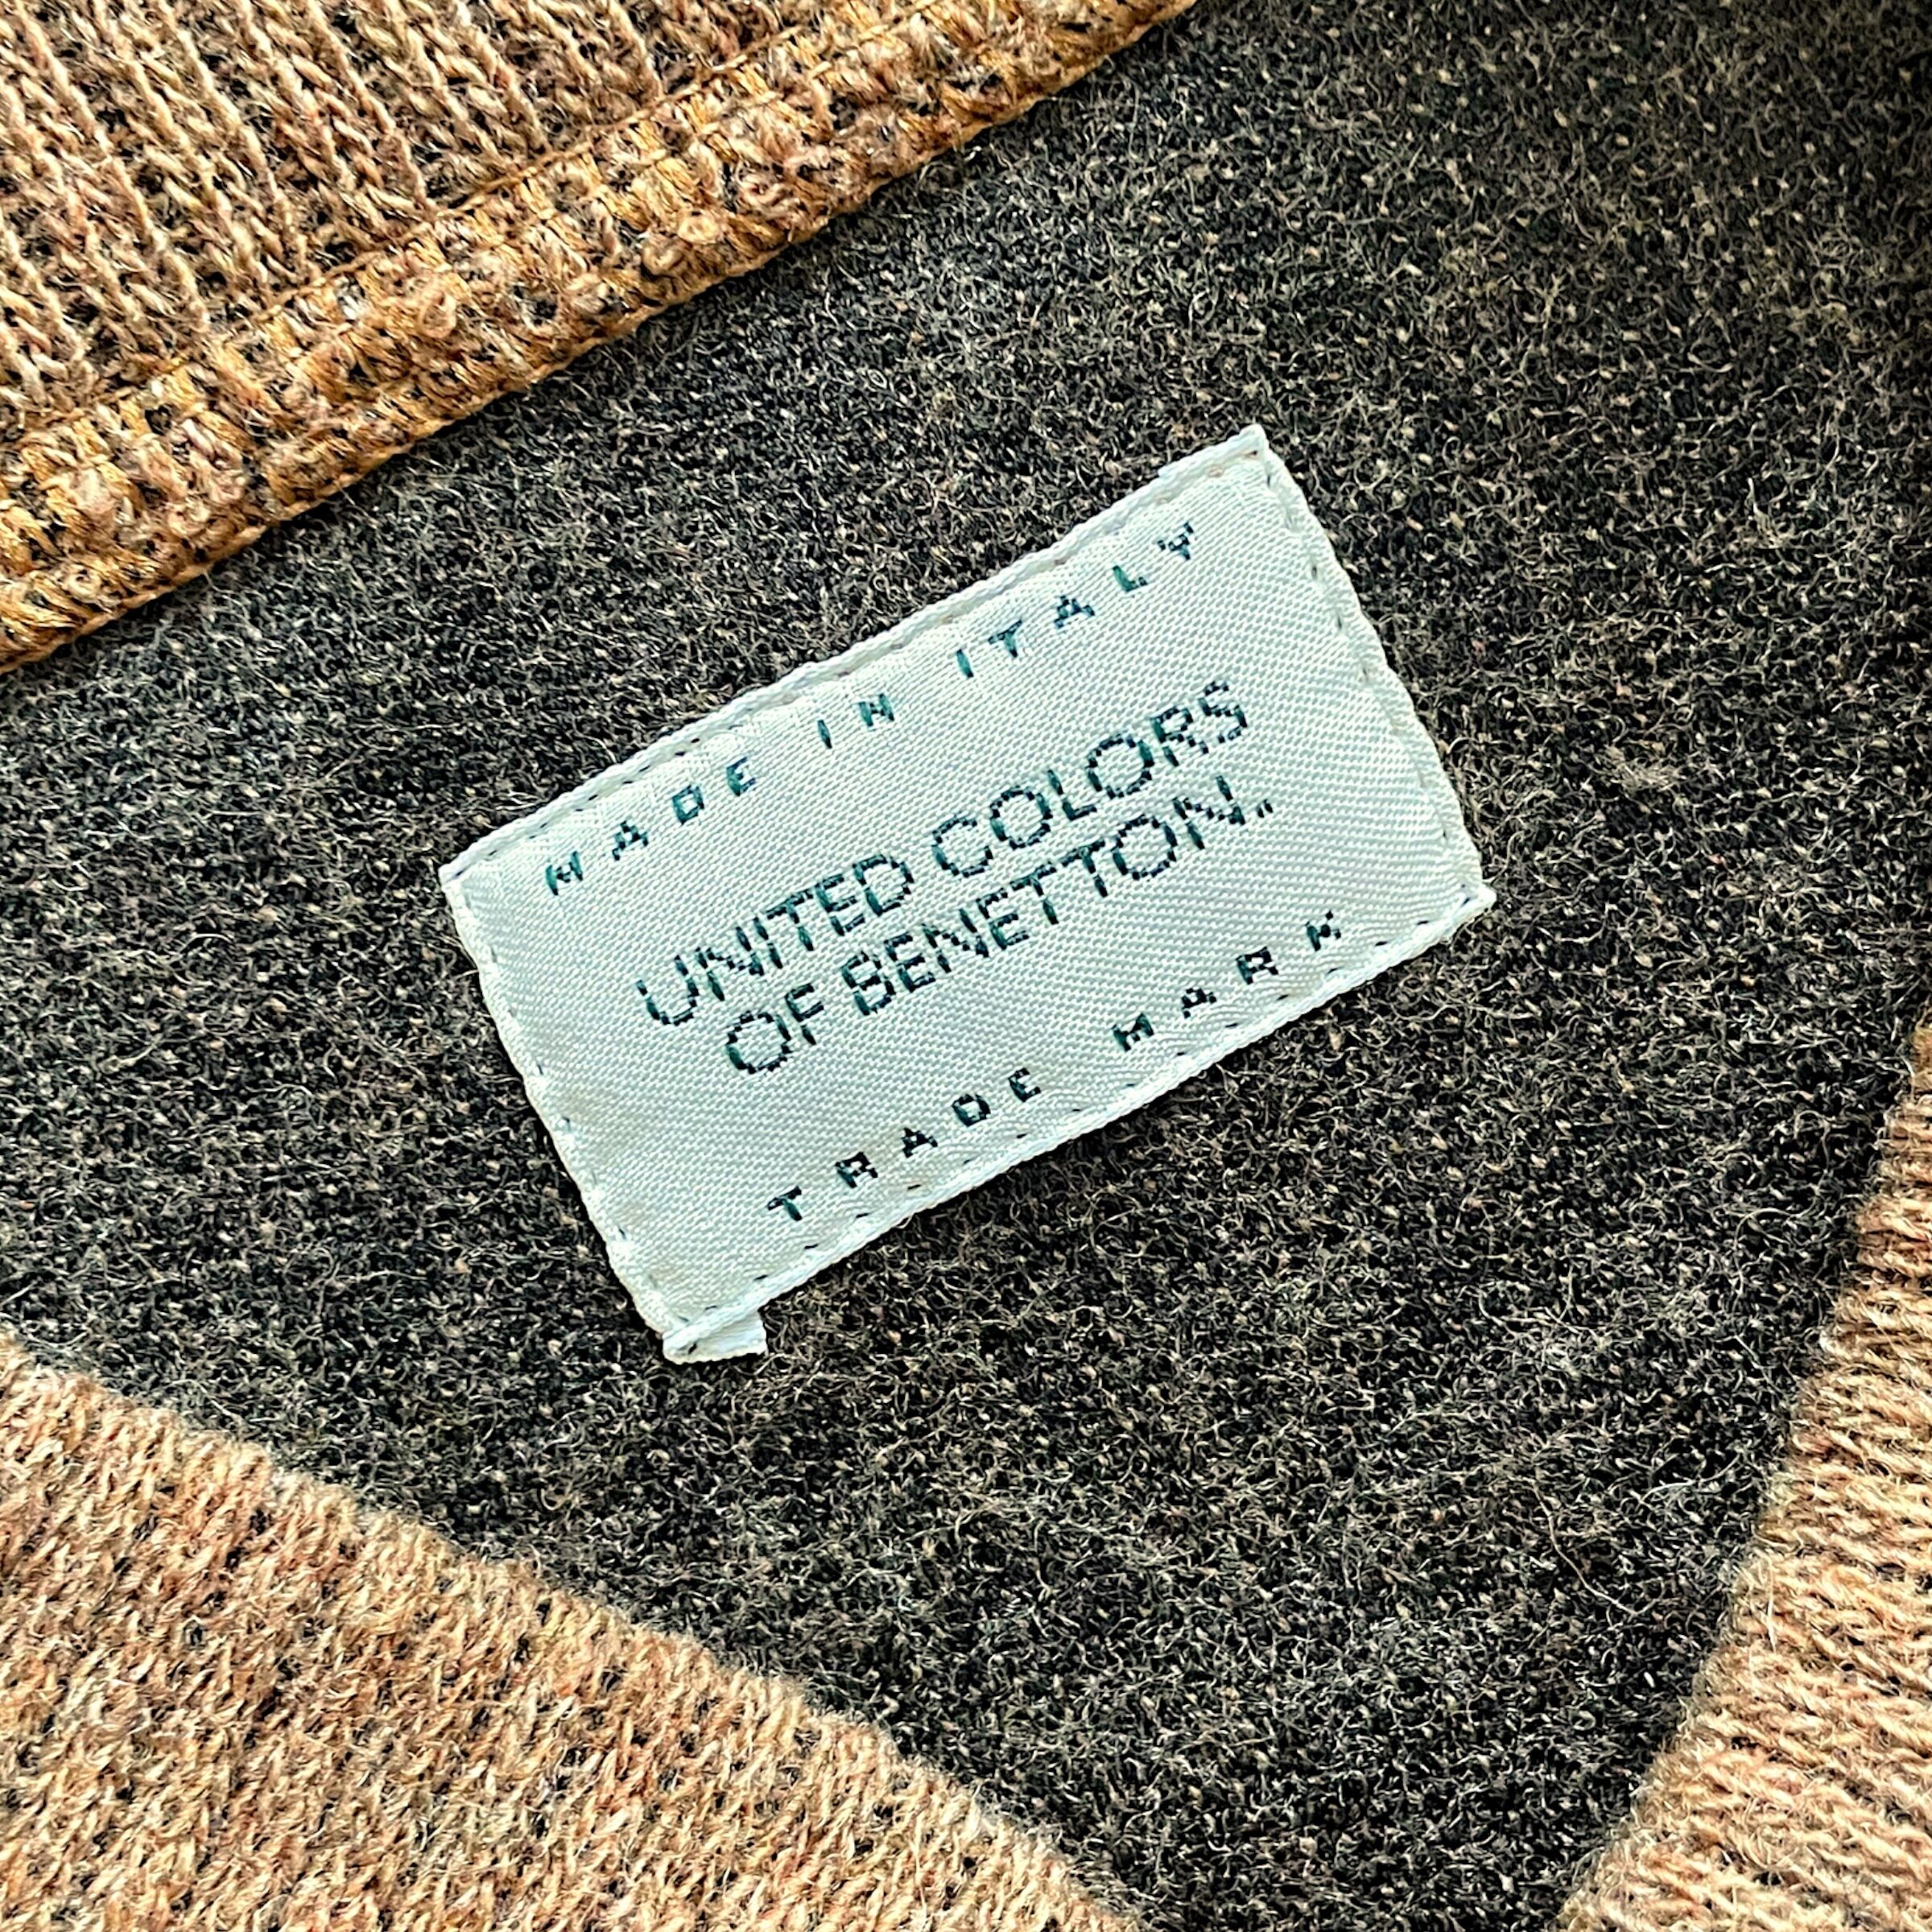 MADE IN ITALY
UNITED COLORS
OF BENETTON.
TRADE MARK